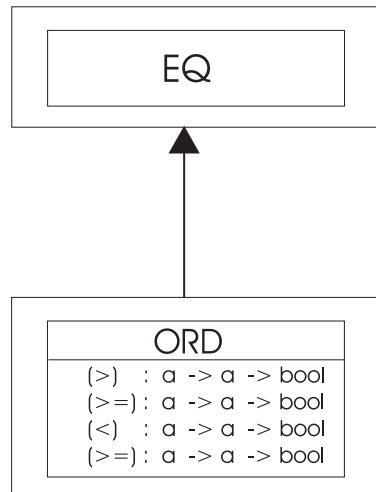 EQ
ORD
(>) : a -> a -> bool
(>=) : a -> a -> bool
(<) : a -> a -> bool
(>=) : a -> a -> bool